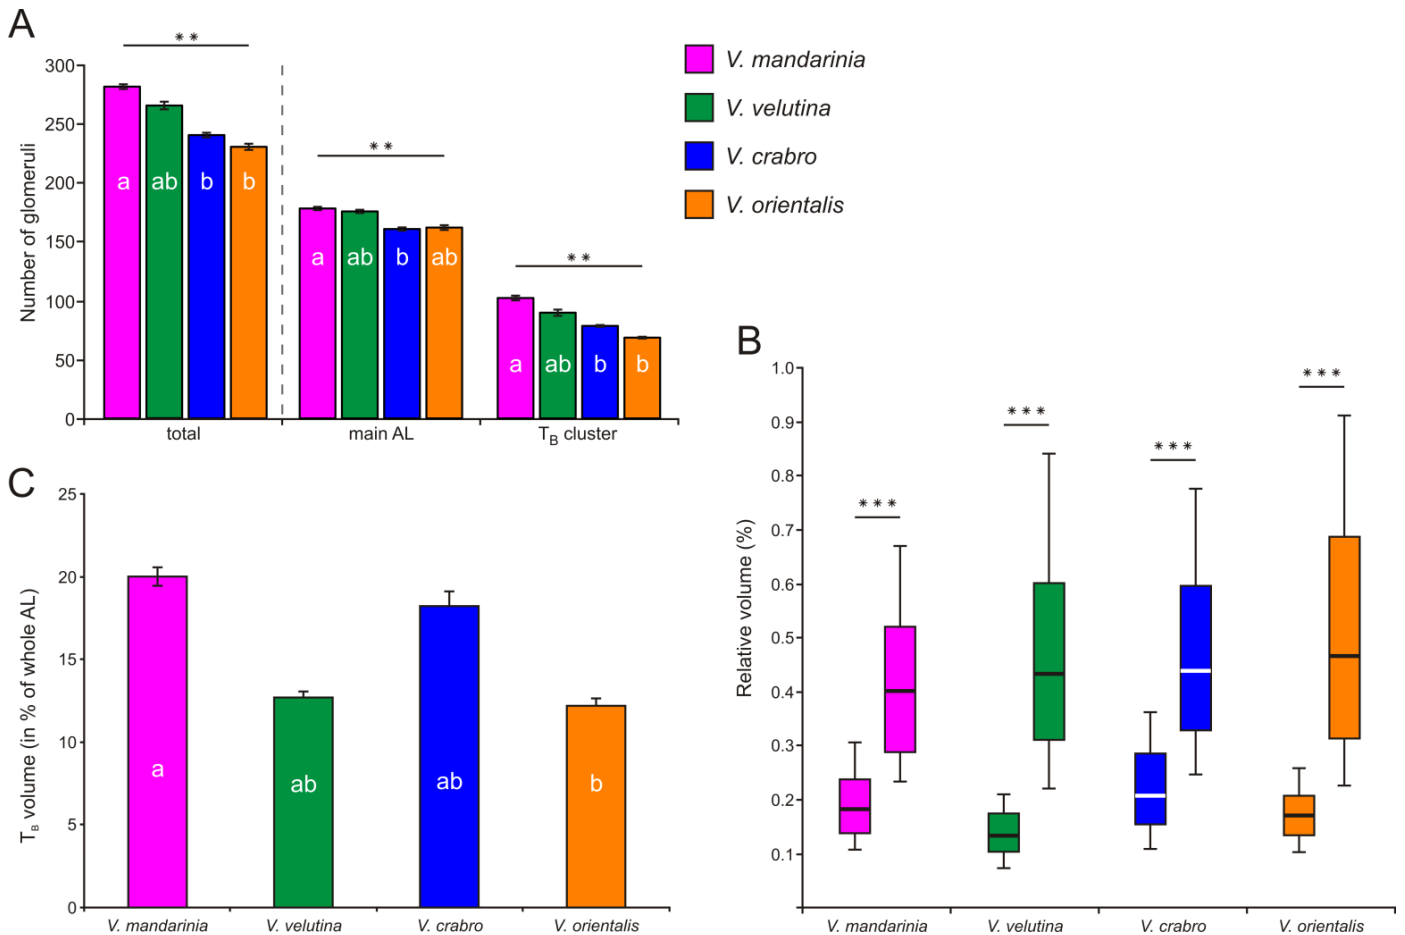 A
**
300
250
200
150
100
50
0
Number of glomeruli
a
ab
b
b
**
a
ab
b
ab
**
a
ab
b
b
total
main AL
TB cluster
V. mandarinia
V. velutina
V. crabro
V. orientalis
B
1.0
0.9
0.8
0.7
0.6
0.5
0.4
0.3
0.2
0.1
Relative volume (%)
***
***
***
***
V. mandarinia
V. velutina
V. crabro
V. orientalis
C
25
20
15
10
5
0
TB volume (in % of whole AL)
a
ab
ab
b
V. mandarinia
V. velutina
V. crabro
V. orientalis